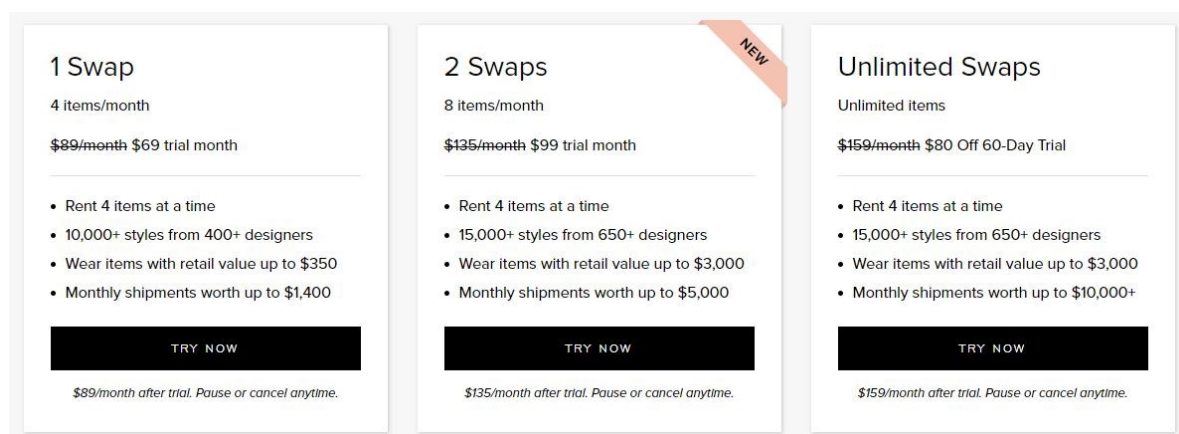 1 Swap
4 items/month
$89/month $69 trial month
• Rent 4 items at a time
• 10,000+ styles from 400+ designers
• Wear items with retail value up to $350
• Monthly shipments worth up to $1,400
TRY NOW
$89/month after trial. Pause or cancel anytime.
NEW
2 Swaps
8 items/month
$135/month $99 trial month
• Rent 4 items at a time
• 15,000+ styles from 650+ designers
• Wear items with retail value up to $3,000
• Monthly shipments worth up to $5,000
TRY NOW
$135/month after trial. Pause or cancel anytime.
Unlimited Swaps
Unlimited items
$159/month $80 Off 60-Day Trial
• Rent 4 items at a time
• 15,000+ styles from 650+ designers
• Wear items with retail value up to $3,000
• Monthly shipments worth up to $10,000+
TRY NOW
$159/month after trial. Pause or cancel anytime.